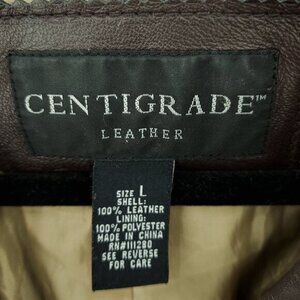 CENTIGRADE™
LEATHER
SIZE L
SHELL:
100% LEATHER
LINING:
100% POLYESTER
MADE IN CHINA
RN#111280
SEE REVERSE
FOR CARE